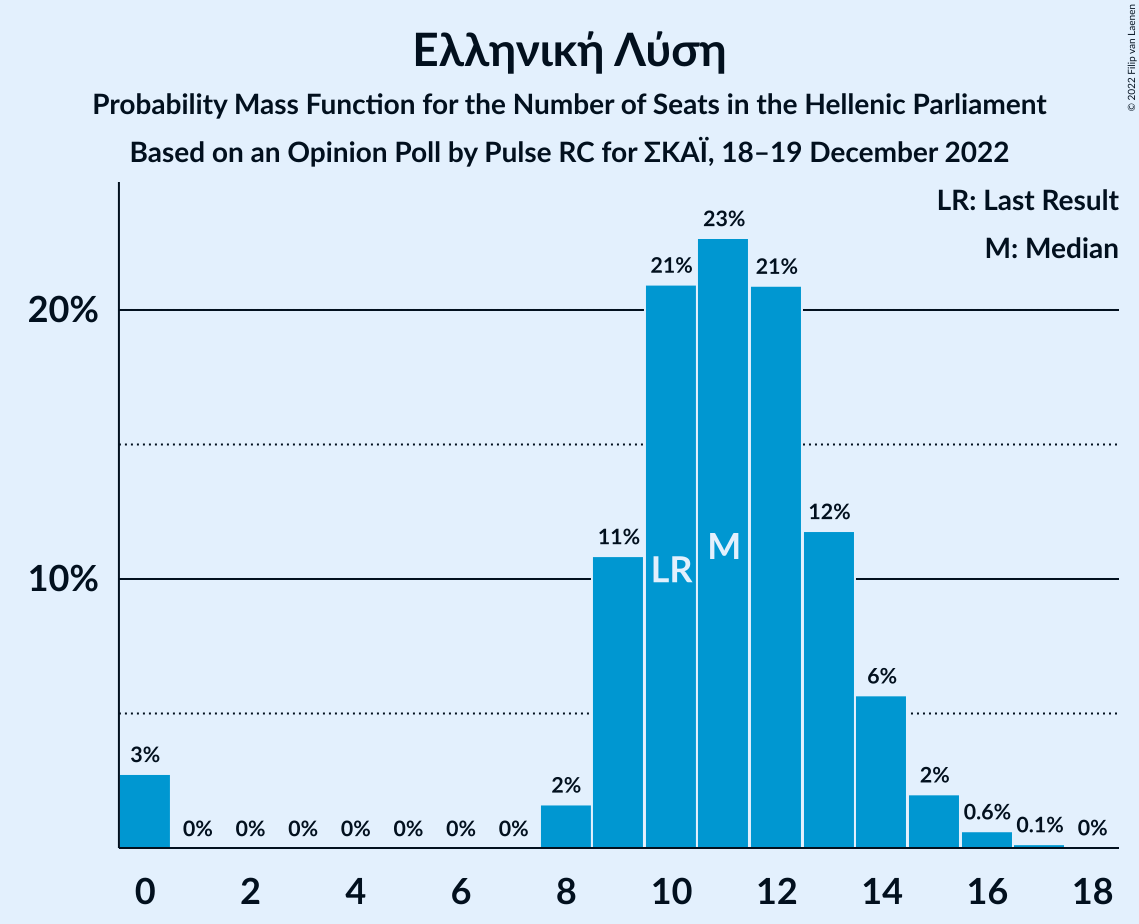 Ελληνική Λύση
Probability Mass Function for the Number of Seats in the Hellenic Parliament
Based on an Opinion Poll by Pulse RC for ΣΚΑΪ, 18–19 December 2022
© 2022 Filip van Laenen
LR: Last Result
M: Median
20%
10%
3%
0%
0%
0%
0%
0%
0%
0%
2%
11%
21%
23%
21%
12%
6%
2%
0.6%
0.1%
0%
LR
M
0 2 4 6 8 10 12 14 16 18